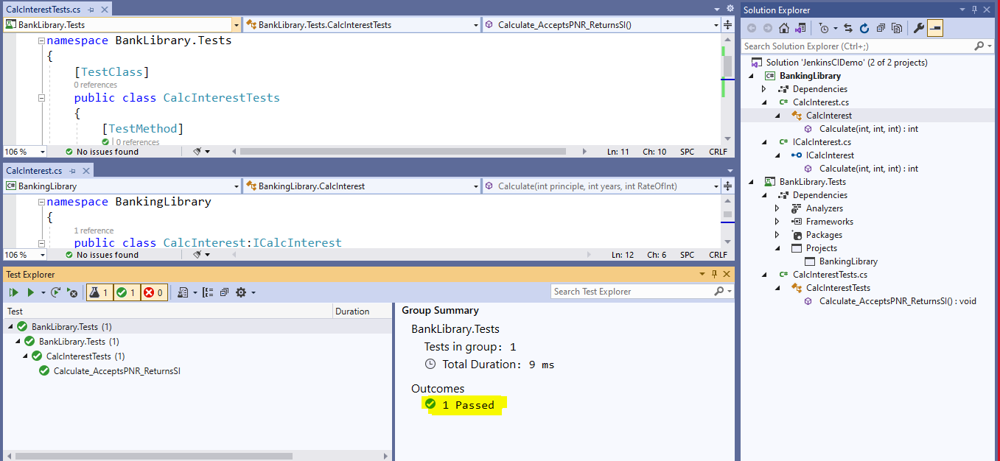 CalcInterestTests.cs
BankLibrary.Tests
BankLibrary.Tests.CalcInterestTests
Calculate_AcceptsPNR_ReturnsSI()
namespace BankLibrary.Tests
{
[TestClass]
0 references
public class CalcInterestTests
{
[TestMethod]
| 0 references
106 %
No issues found
Ln: 11
Ch: 10
SPC
CRLF
CalcInterest.cs
C# BankingLibrary
BankingLibrary.CalcInterest
Calculate(int principle, int years, int RateOfInt)
namespace BankingLibrary
{
1 reference
public class CalcInterest:ICalcInterest
106 %
No issues found
Ln: 12
Ch: 6
SPC
CRLF
Test Explorer
1
1
0
Search Test Explorer
Test
Duration
BankLibrary.Tests (1)
BankLibrary.Tests (1)
CalcInterestTests (1)
Calculate_AcceptsPNR_ReturnsSI
Group Summary
BankLibrary.Tests
Tests in group: 1
Total Duration: 9 ms
Outcomes
1 Passed
Solution Explorer
Search Solution Explorer (Ctrl+;)
Solution 'JenkinsCIDemo' (2 of 2 projects)
C# BankingLibrary
Dependencies
C# CalcInterest.cs
CalcInterest
Calculate(int, int, int) : int
C# ICalcInterest.cs
ICalcInterest
Calculate(int, int, int) : int
BankLibrary.Tests
Dependencies
Analyzers
Frameworks
Packages
Projects
BankingLibrary
C# CalcInterestTests.cs
CalcInterestTests
Calculate_AcceptsPNR_ReturnsSI() : void